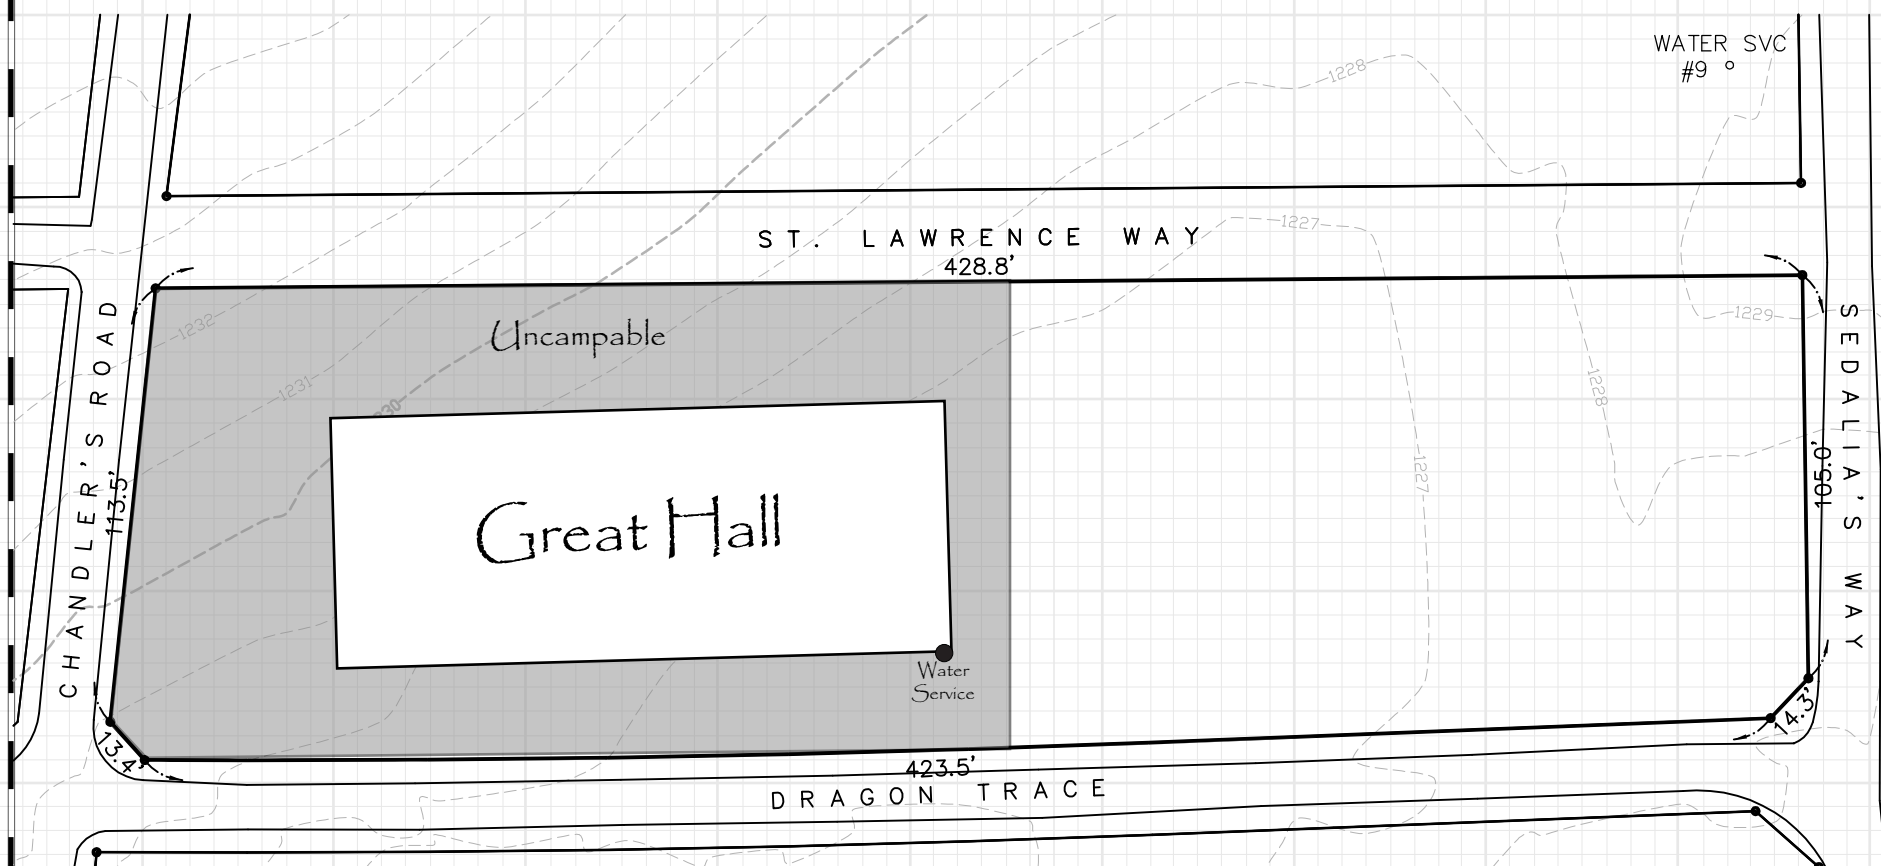 WATER SVC
#9
1228
1227
ST. LAWRENCE WAY
428.8'
1232
Uncampable
1229
1231
1228
CHANDLER'S ROAD
113.5'
SEDALIA'S WAY
105.0'
1227
Great Hall
Water
Service
13.4'
14.3'
423.5'
DRAGON TRACE